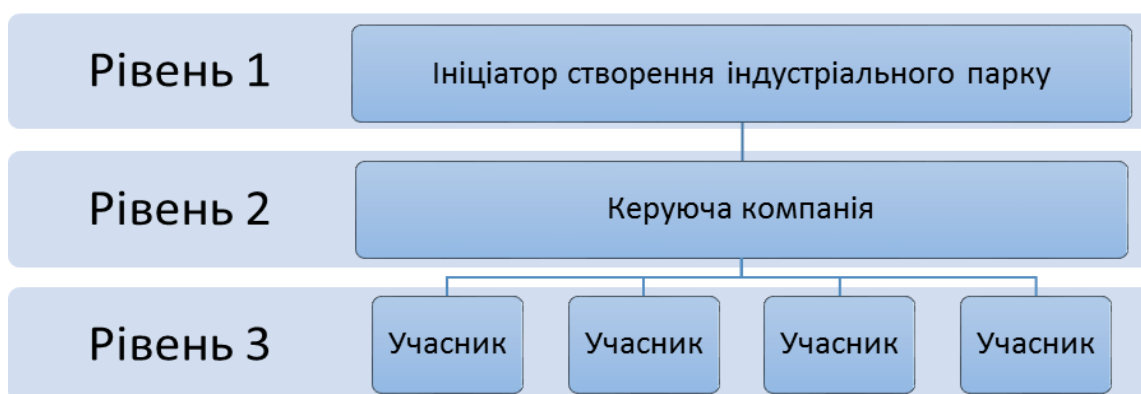 Рівень 1
Ініціатор створення індустріального парку
Рівень 2
Керуюча компанія
Рівень 3
Учасник
Учасник
Учасник
Учасник